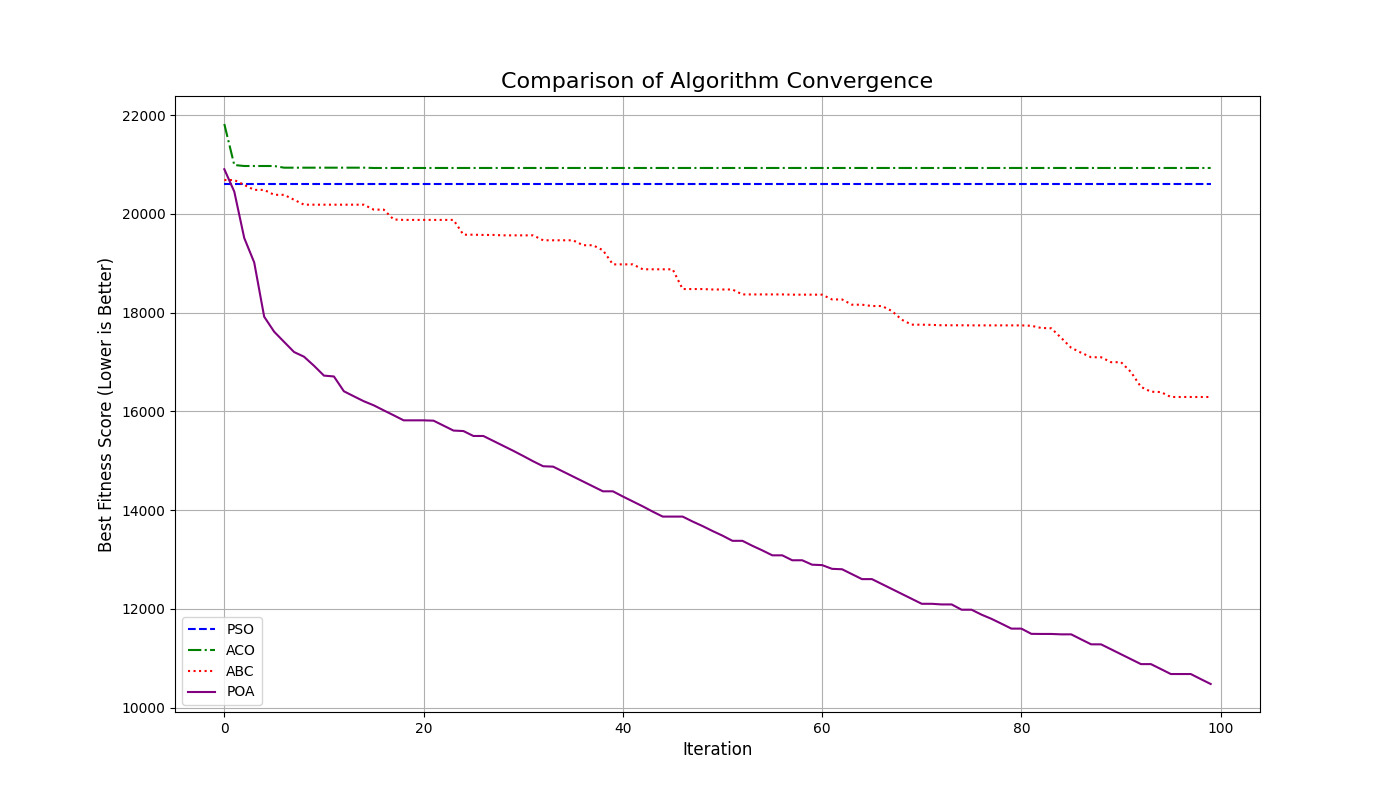 Comparison of Algorithm Convergence
Best Fitness Score (Lower is Better)
22000
20000
18000
16000
14000
12000
10000
PSO
ACO
ABC
POA
0 20 40 60 80 100
Iteration